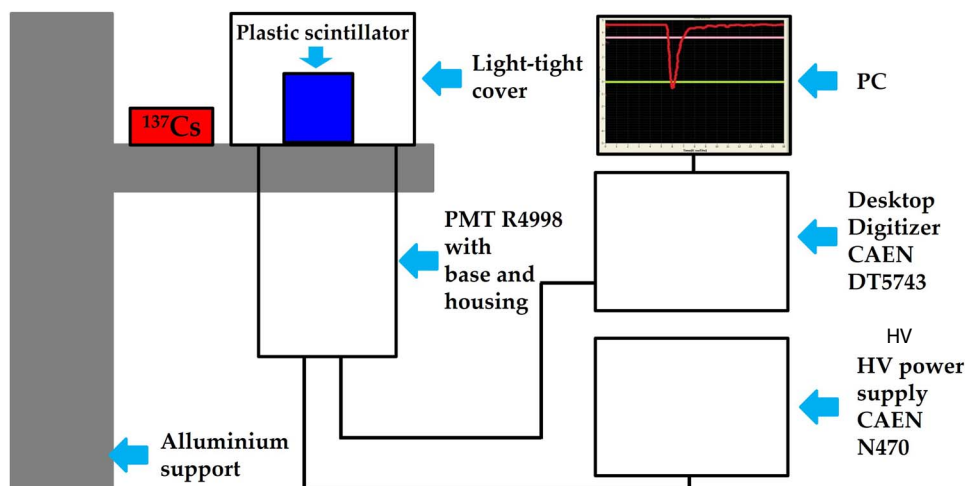 Plastic scintillator
Light-tight
cover
PC
¹³⁷Cs
PMT R4998
with
base and
housing
Desktop
Digitizer
CAEN
DT5743
HV
HV power
supply
CAEN
N470
Alluminium
support